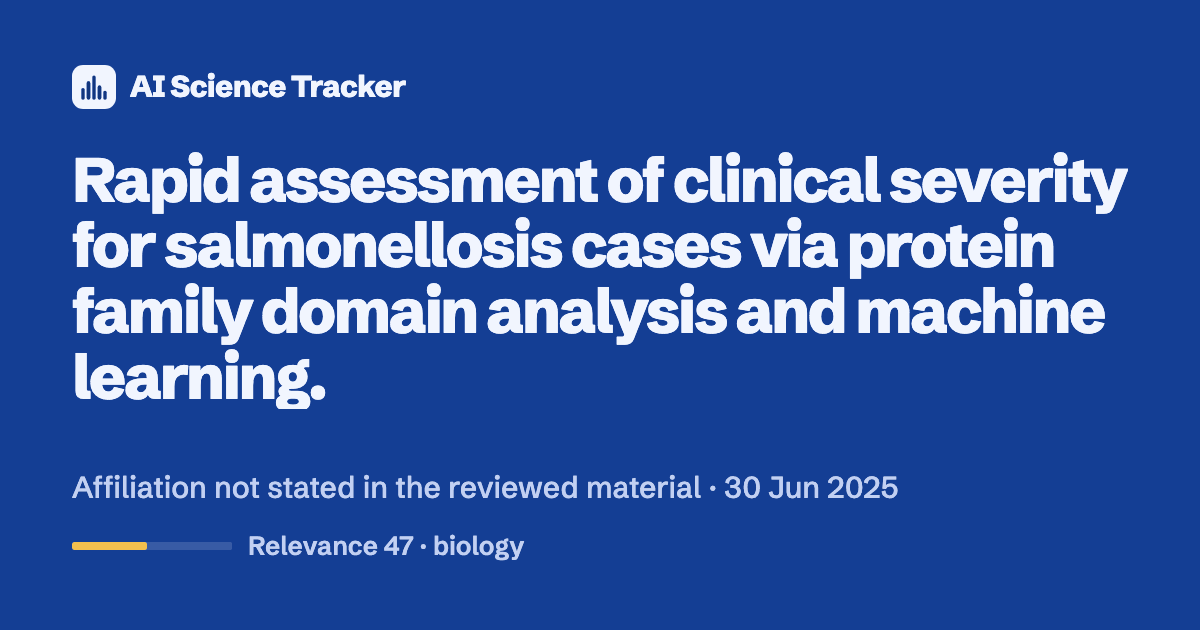 AI Science Tracker
Rapid assessment of clinical severity
for salmonellosis cases via protein
family domain analysis and machine
learning.
Affiliation not stated in the reviewed material · 30 Jun 2025
Relevance 47 · biology